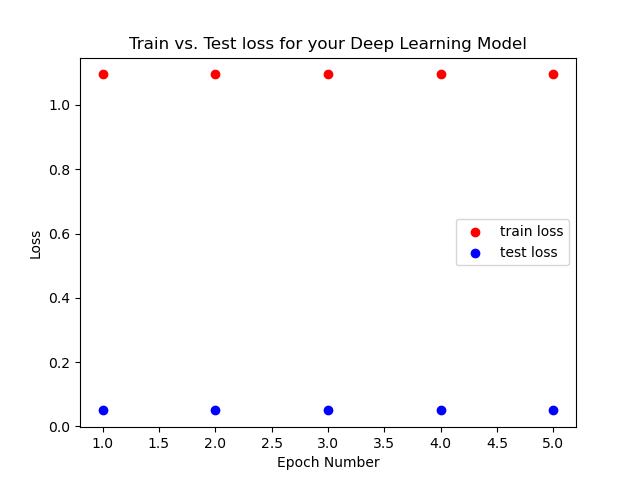 Train vs. Test loss for your Deep Learning Model
1.0
0.8
0.6
0.4
0.2
0.0
Loss
train loss
test loss
1.0 1.5 2.0 2.5 3.0 3.5 4.0 4.5 5.0
Epoch Number